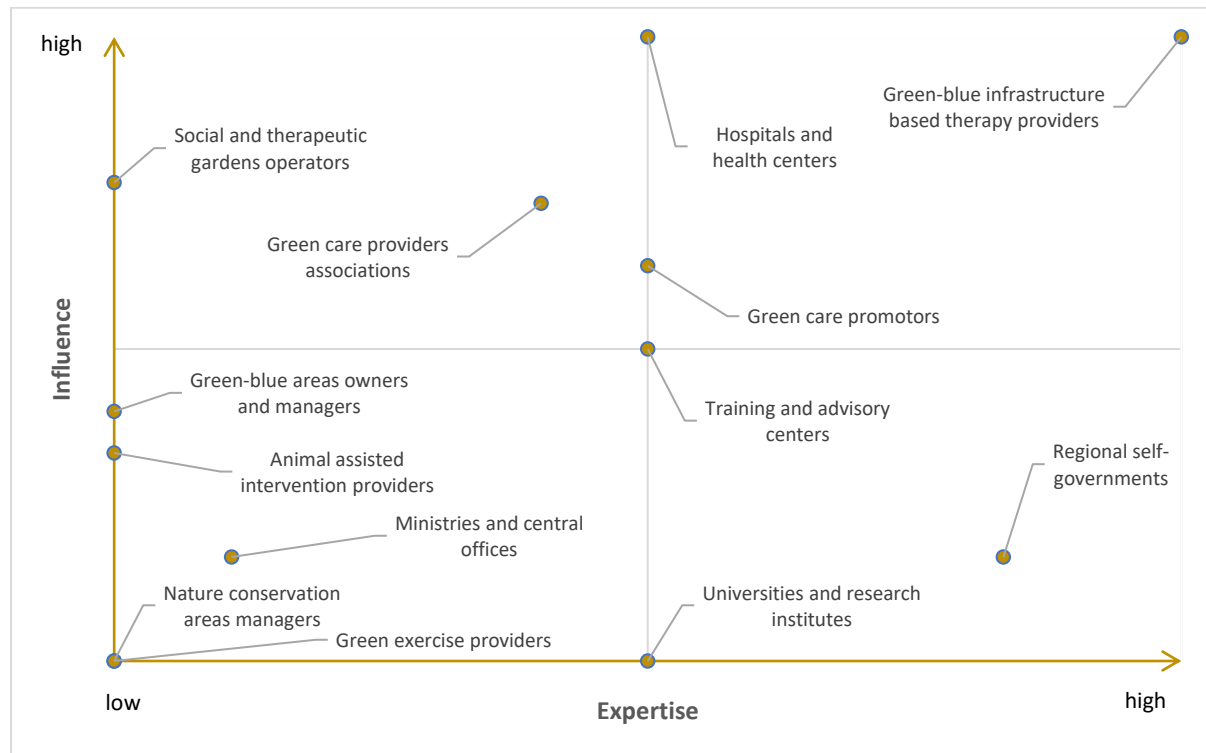 high
Green-blue infrastructure
based therapy providers
Social and therapeutic
gardens operators
Hospitals and
health centers
Green care providers
associations
Green care promotors
Influence
Green-blue areas owners
and managers
Training and advisory
centers
Animal assisted
intervention providers
Regional self-
governments
Ministries and central
offices
Nature conservation
areas managers
Universities and research
institutes
Green exercise providers
low
Expertise
high